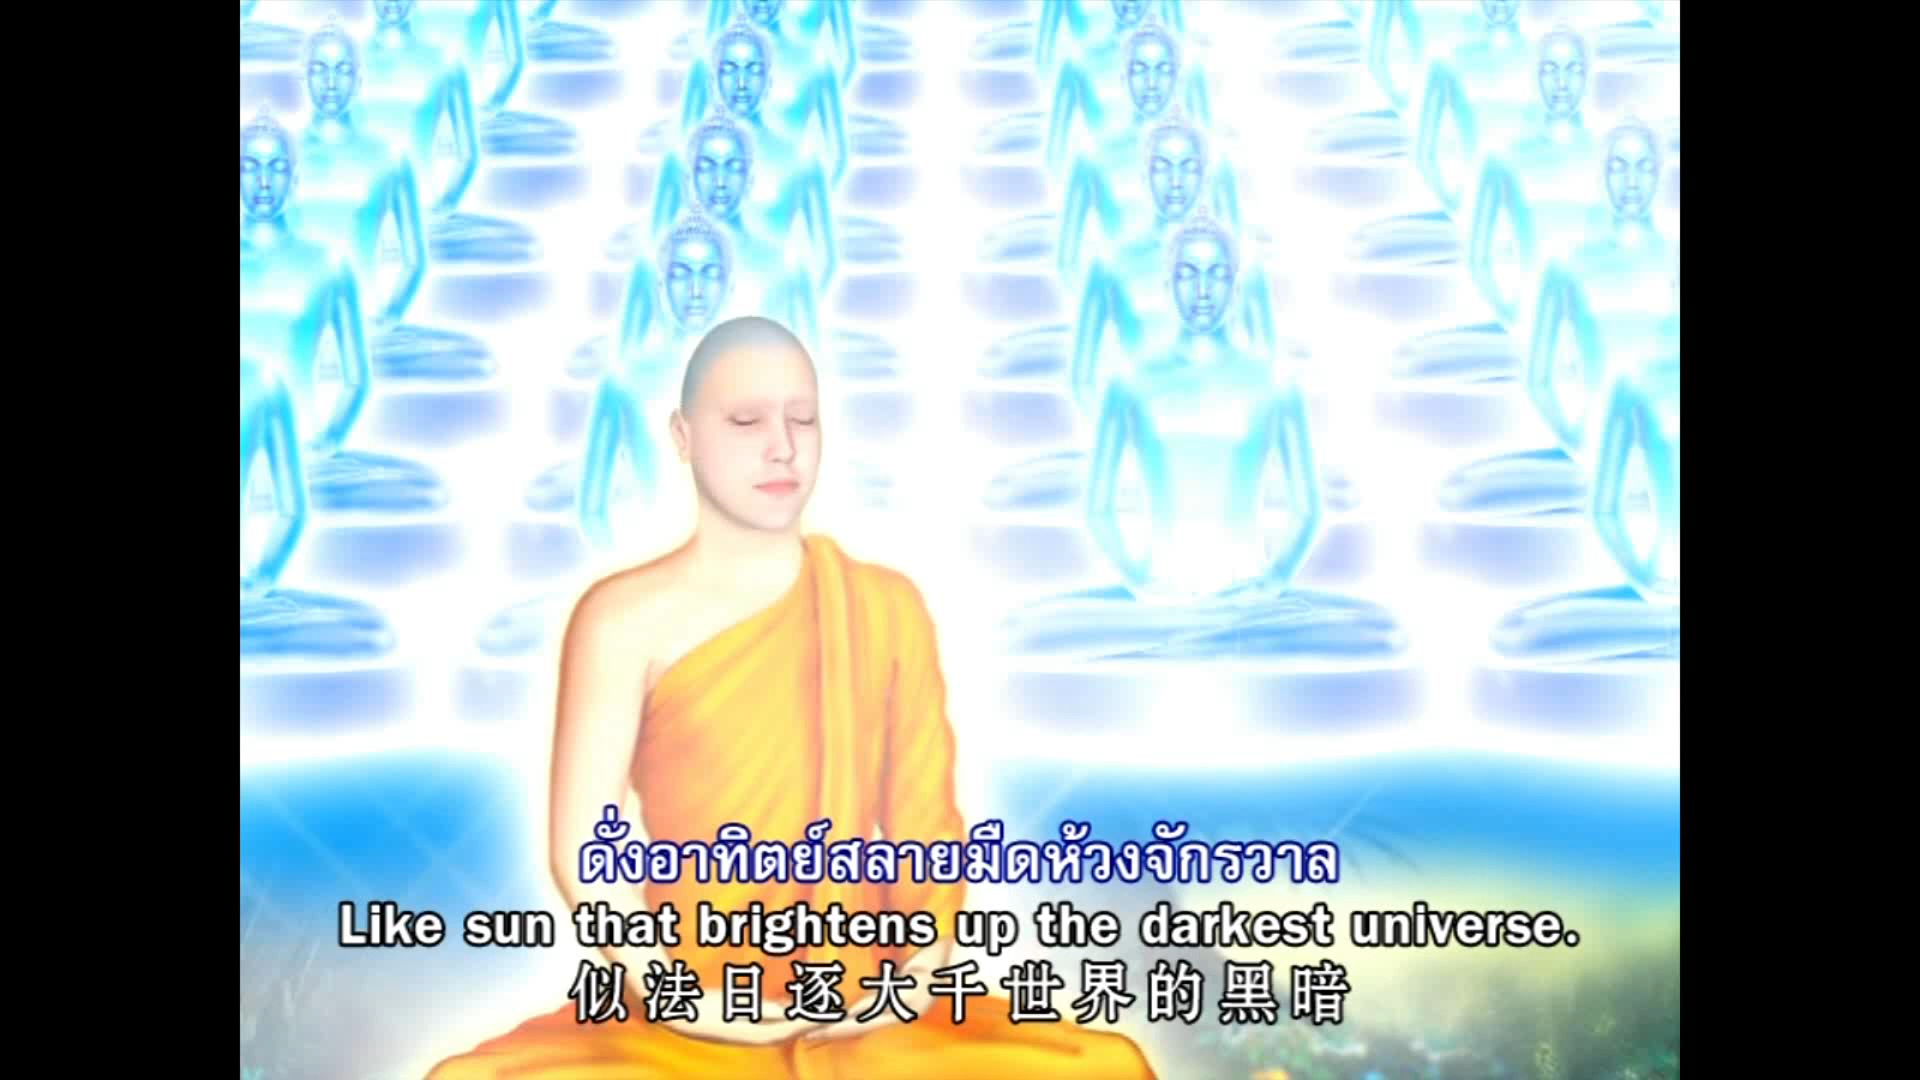 ดั่งอาทิตย์สลายมืดห้วงจักรวาล
Like sun that brightens up the darkest universe.
似法日逐大千世界的黑暗